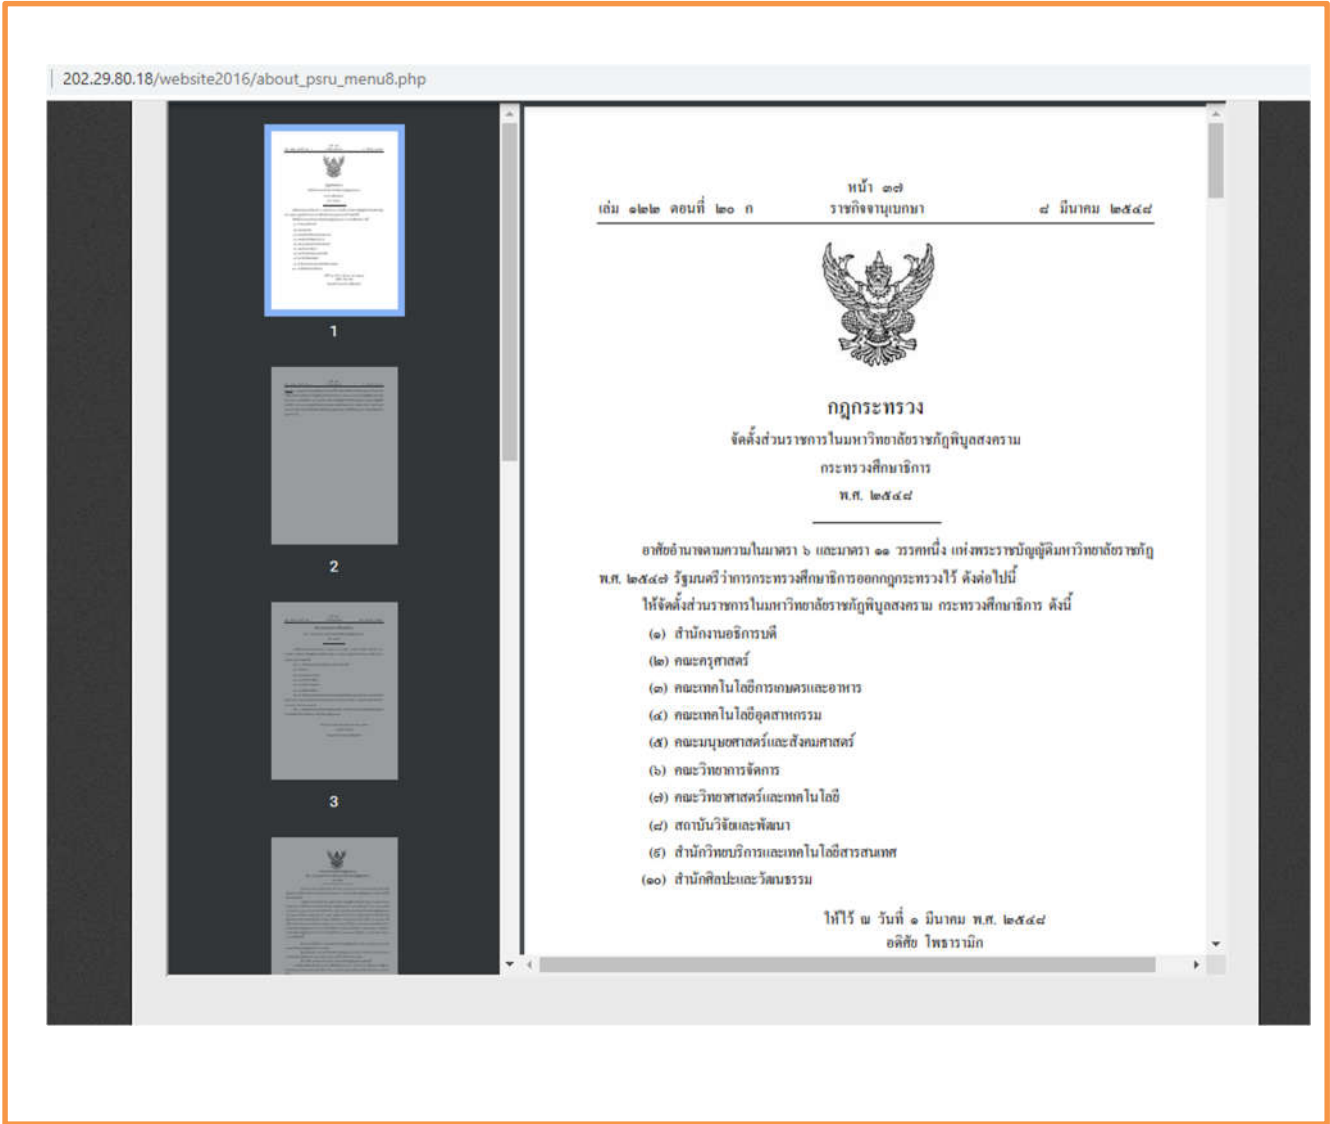 202.29.80.18/website2016/about_psru_menu8.php
หน้า ๓๗
เล่ม ๑๒๒ ตอนที่ ๒๐ ก ราชกิจจานุเบกษา ๘ มีนาคม ๒๕๔๘
กฎกระทรวง
จัดตั้งส่วนราชการในมหาวิทยาลัยราชภัฏพิบูลสงคราม
กระทรวงศึกษาธิการ
พ.ศ. ๒๕๔๘
อาศัยอำนาจตามความในมาตรา ๖ และมาตรา ๑๑ วรรคหนึ่ง แห่งพระราชบัญญัติมหาวิทยาลัยราชภัฏ
พ.ศ. ๒๕๔๗ รัฐมนตรีว่าการกระทรวงศึกษาธิการออกกฎกระทรวงไว้ ดังต่อไปนี้
ให้จัดตั้งส่วนราชการในมหาวิทยาลัยราชภัฏพิบูลสงคราม กระทรวงศึกษาธิการ ดังนี้
(๑) สำนักงานอธิการบดี
(๒) คณะครุศาสตร์
(๓) คณะเทคโนโลยีการเกษตรและอาหาร
(๔) คณะเทคโนโลยีอุตสาหกรรม
(๕) คณะมนุษยศาสตร์และสังคมศาสตร์
(๖) คณะวิทยาการจัดการ
(๗) คณะวิทยาศาสตร์และเทคโนโลยี
(๘) สถาบันวิจัยและพัฒนา
(๙) สำนักวิทยบริการและเทคโนโลยีสารสนเทศ
(๑๐) สำนักศิลปะและวัฒนธรรม
ให้ไว้ ณ วันที่ ๑ มีนาคม พ.ศ. ๒๕๔๘
อดิศัย โพธารามิก
1
2
3